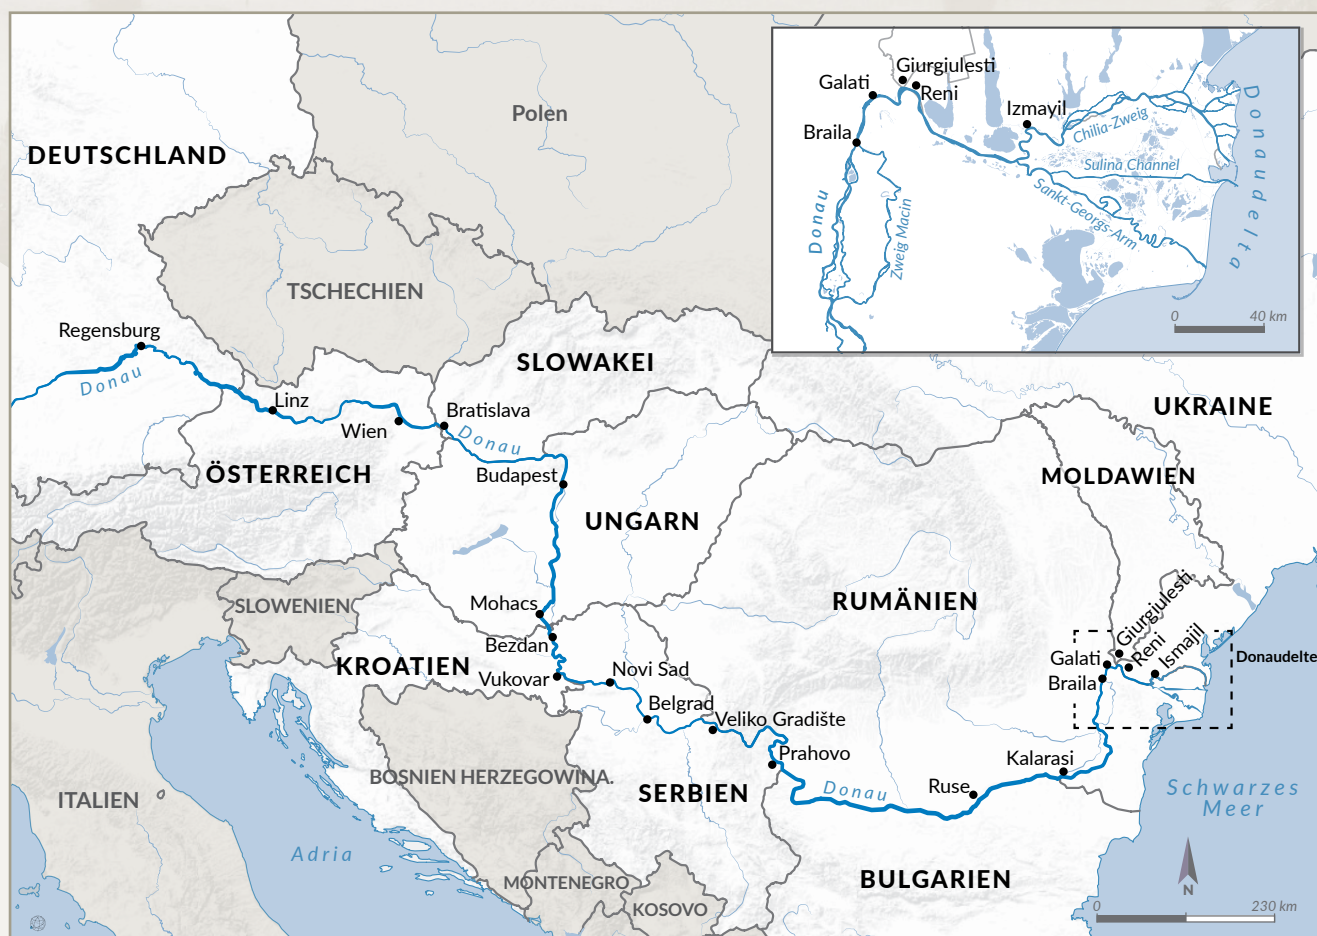 Polen
DEUTSCHLAND
TSCHECHIEN
Regensburg
Donau
SLOWAKEI
Linz
Wien
Bratislava
Donau
ÖSTERREICH
Budapest
UNGARN
UKRAINE
MOLDAWIEN
RUMÄNIEN
SLOWENIEN
Mohacs
Bezdan
KROATIEN
Vukovar
Novi Sad
Belgrad
Veliko Gradište
Prahovo
Giurgiulesti
Reni
Ismajil
Galati
Braila
Donaudelte
BOSNIEN HERZEGOWINA.
ITALIEN
SERBIEN
Donau
Ruse
Kalarasi
Schwarzes
Meer
Adria
MONTENEGRO
KOSOVO
BULGARIEN
N
0
230 km
Giurgiulesti
Galati
Reni
Izmayil
Braila
Chilia-Zweig
Sulina Channel
Sankt-Georgs-Arm
Donau
Zweig Macin
Donaudelta
0
40 km